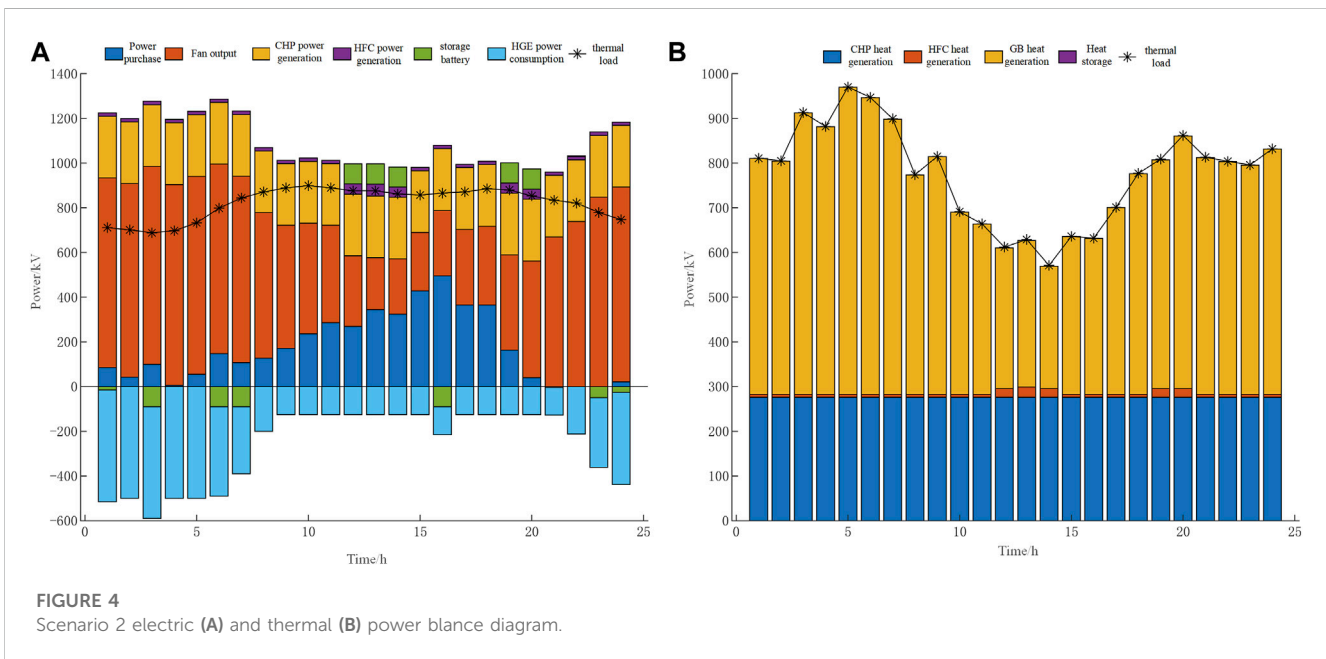 A
Power purchase
Fan output
CHP power generation
HFC power generation
storage battery
HGE power consumption
thermal load
1400
1200
1000
800
600
400
200
0
−200
−400
−600
Power/kV
0 5 10 15 20 25
Time/h
B
CHP heat generation
HFC heat generation
GB heat generation
Heat storage
thermal load
1000
900
800
700
600
500
400
300
200
100
0
Power/kV
0 5 10 15 20 25
Time/h
FIGURE 4
Scenario 2 electric (A) and thermal (B) power blance diagram.